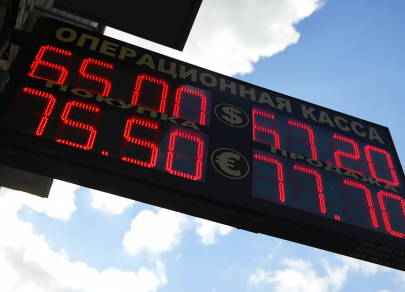 ОПЕРАЦИОННАЯ КАССА
65.00 $ 67.20
ПОКУПКА ПРОДАЖА
75.50 € 77.70